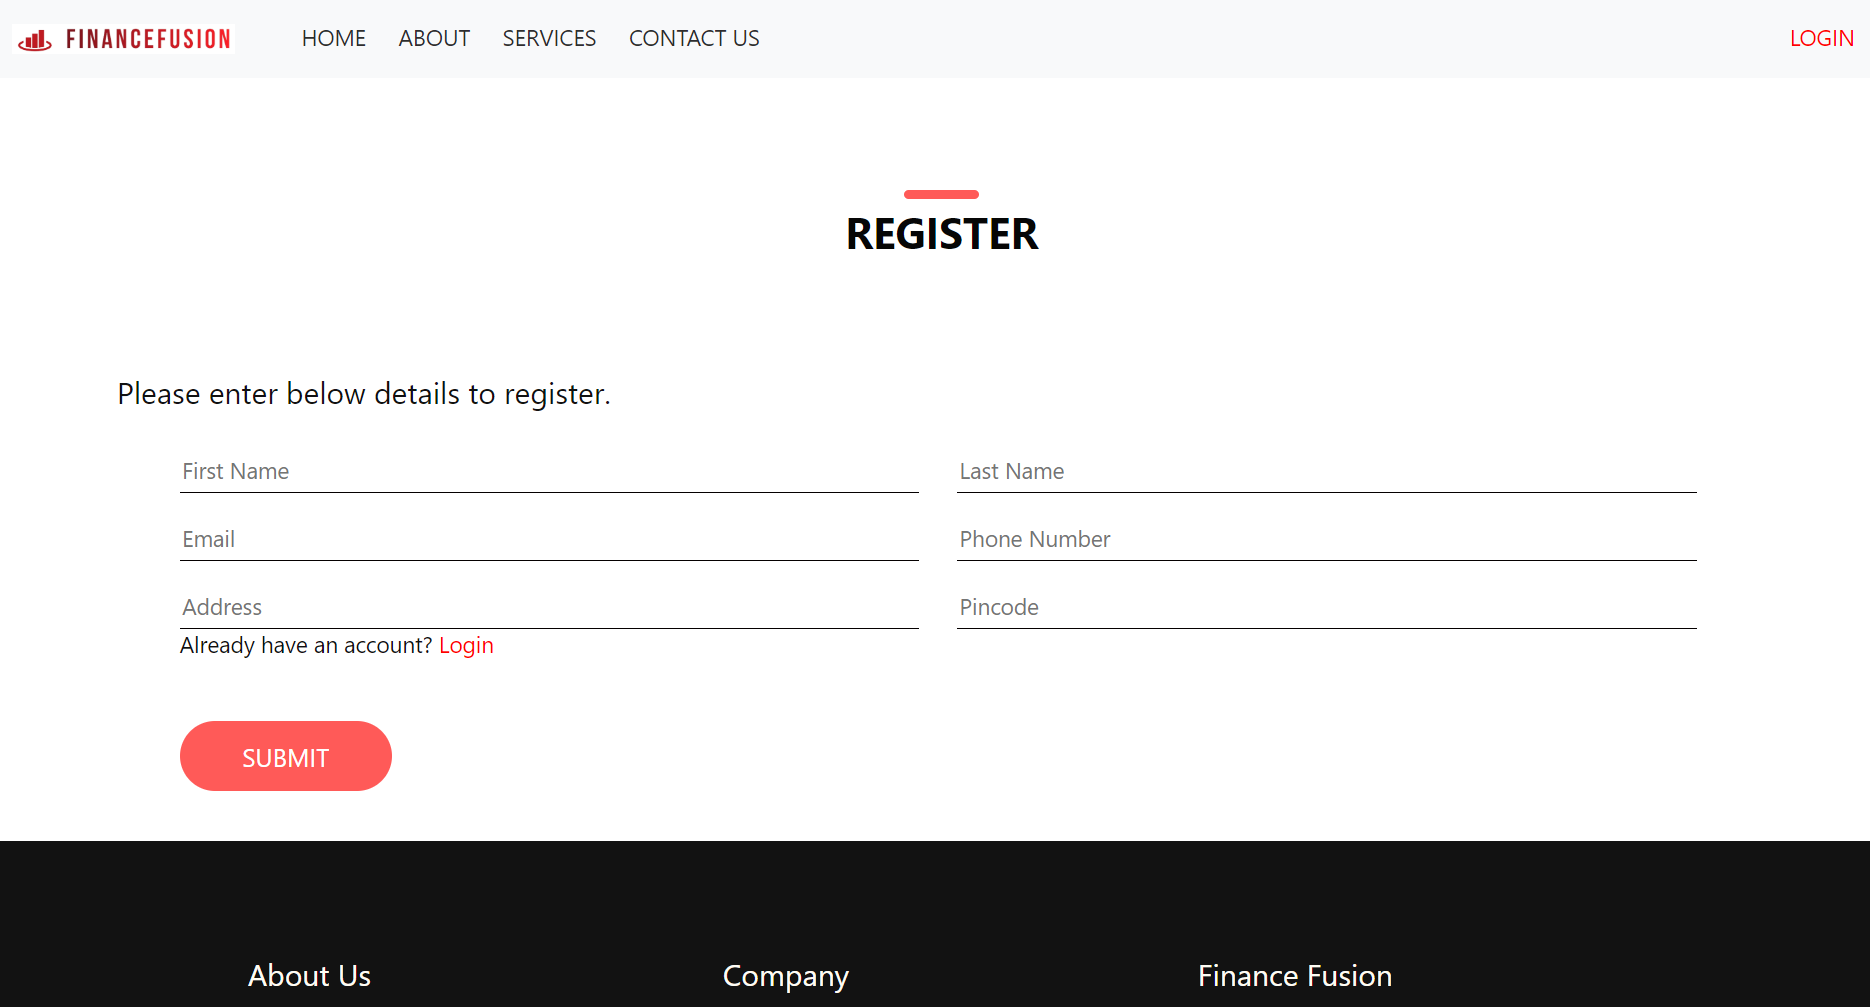 FINANCEFUSION HOME ABOUT SERVICES CONTACT US LOGIN
REGISTER
Please enter below details to register.
First Name Last Name
Email Phone Number
Address Pincode
Already have an account? Login
SUBMIT
About Us Company Finance Fusion